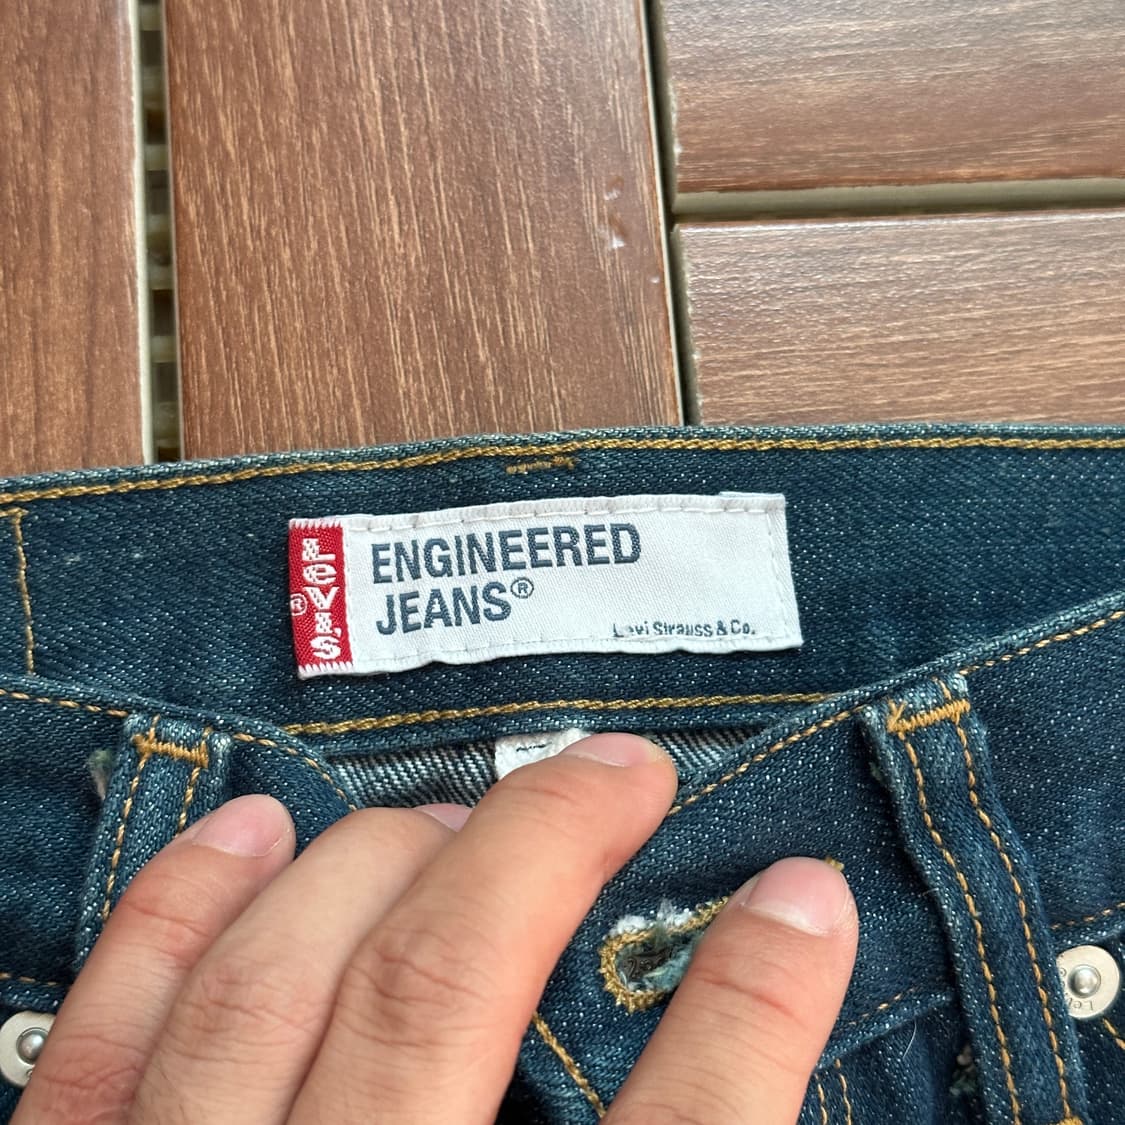 LEVI'S
®
ENGINEERED
JEANS®
Levi Strauss & Co.